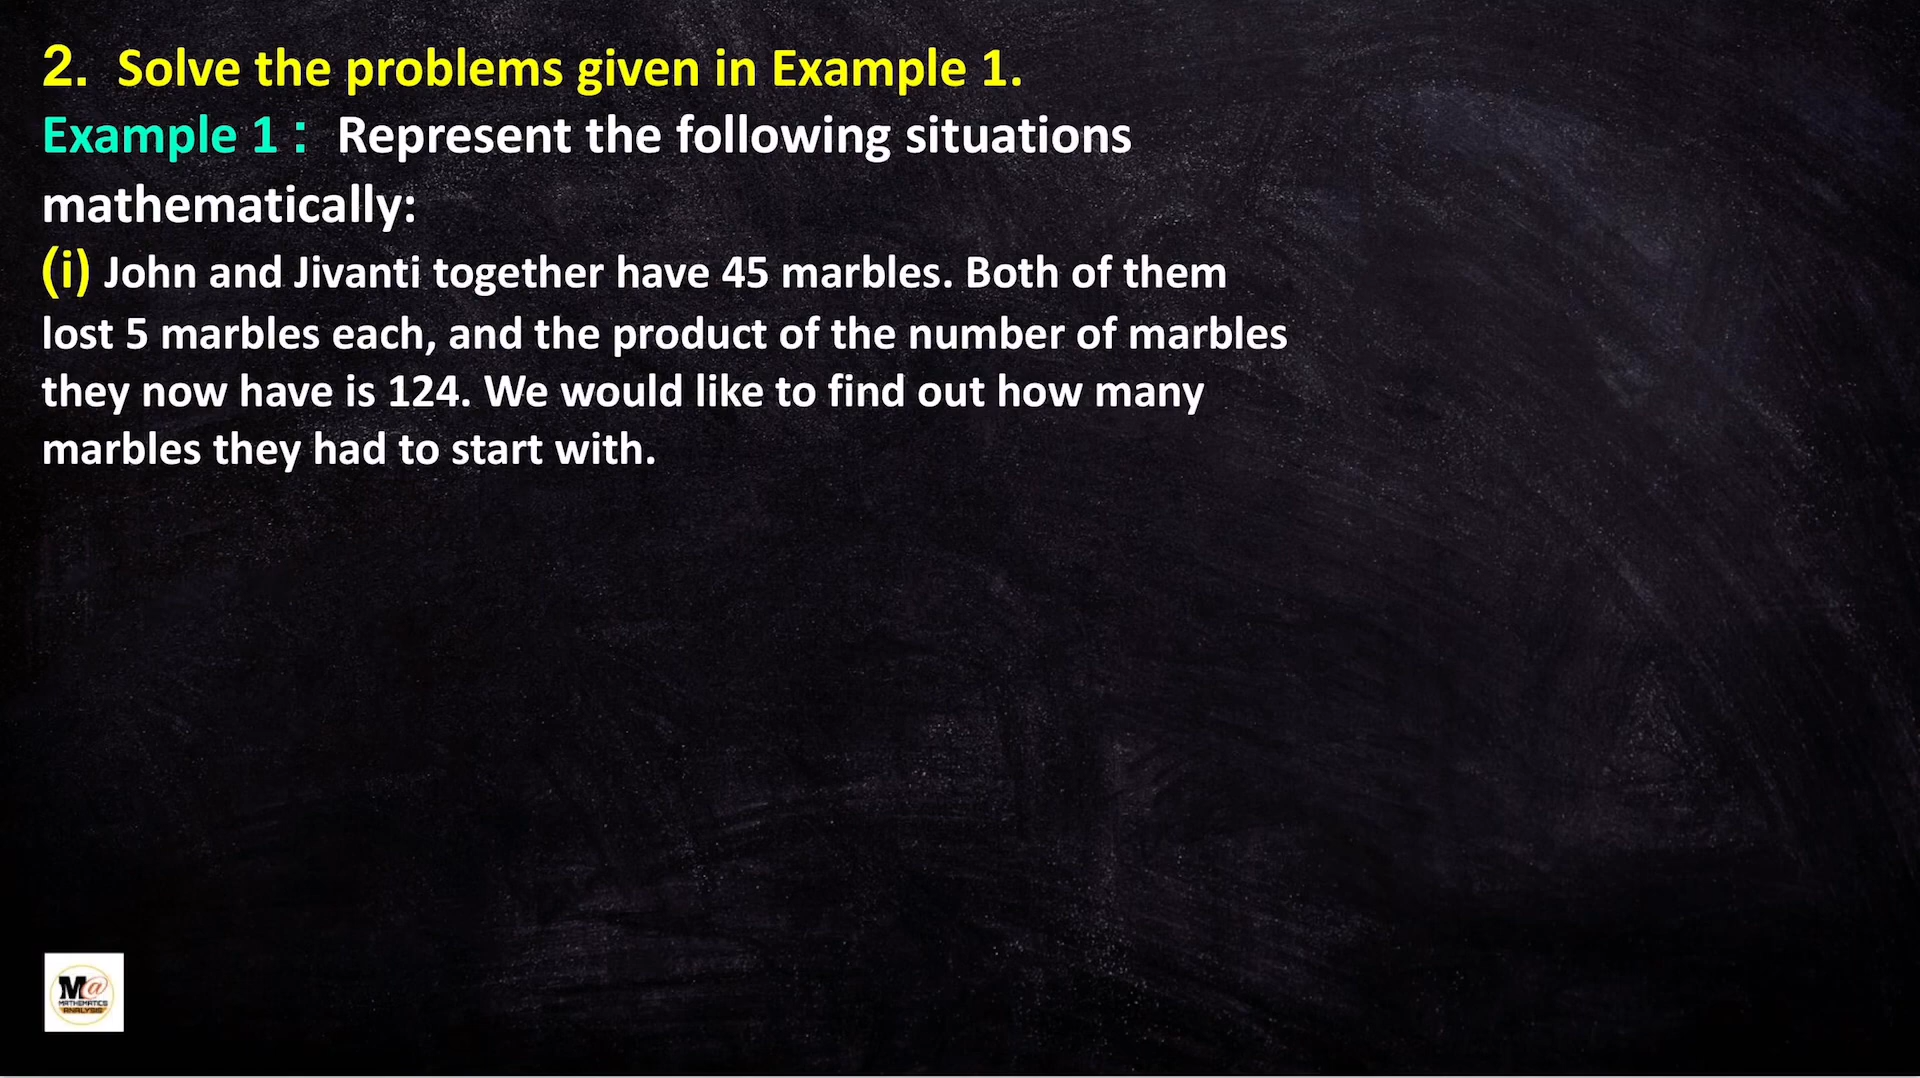 2. Solve the problems given in Example 1.
Example 1 : Represent the following situations
mathematically:
(i) John and Jivanti together have 45 marbles. Both of them
lost 5 marbles each, and the product of the number of marbles
they now have is 124. We would like to find out how many
marbles they had to start with.
M@
MATHEMATICS
ANALYSIS